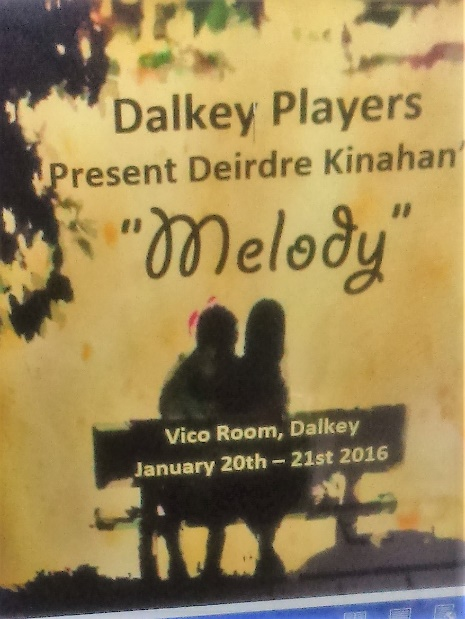 Dalkey Players
Present Deirdre Kinahan'
"Melody"
Vico Room, Dalkey
January 20th – 21st 2016